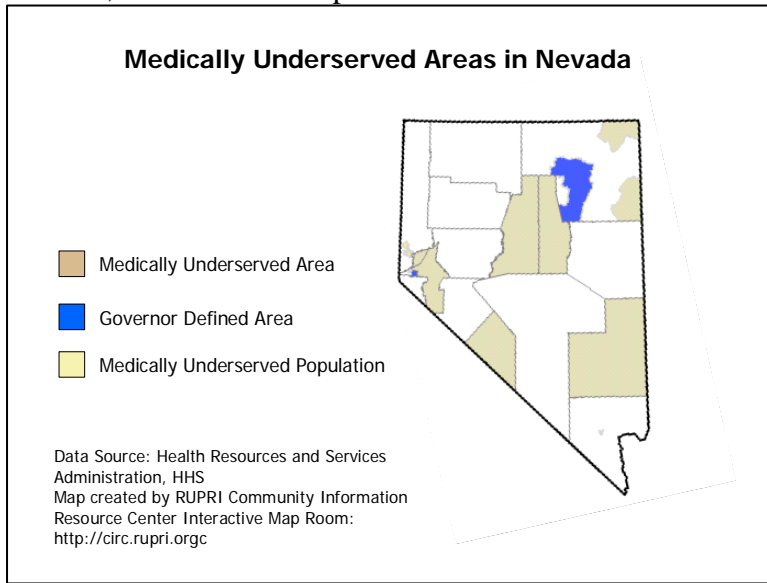 Medically Underserved Areas in Nevada
Medically Underserved Area
Governor Defined Area
Medically Underserved Population
Data Source: Health Resources and Services
Administration, HHS
Map created by RUPRI Community Information
Resource Center Interactive Map Room:
http://circ.rupri.orgc